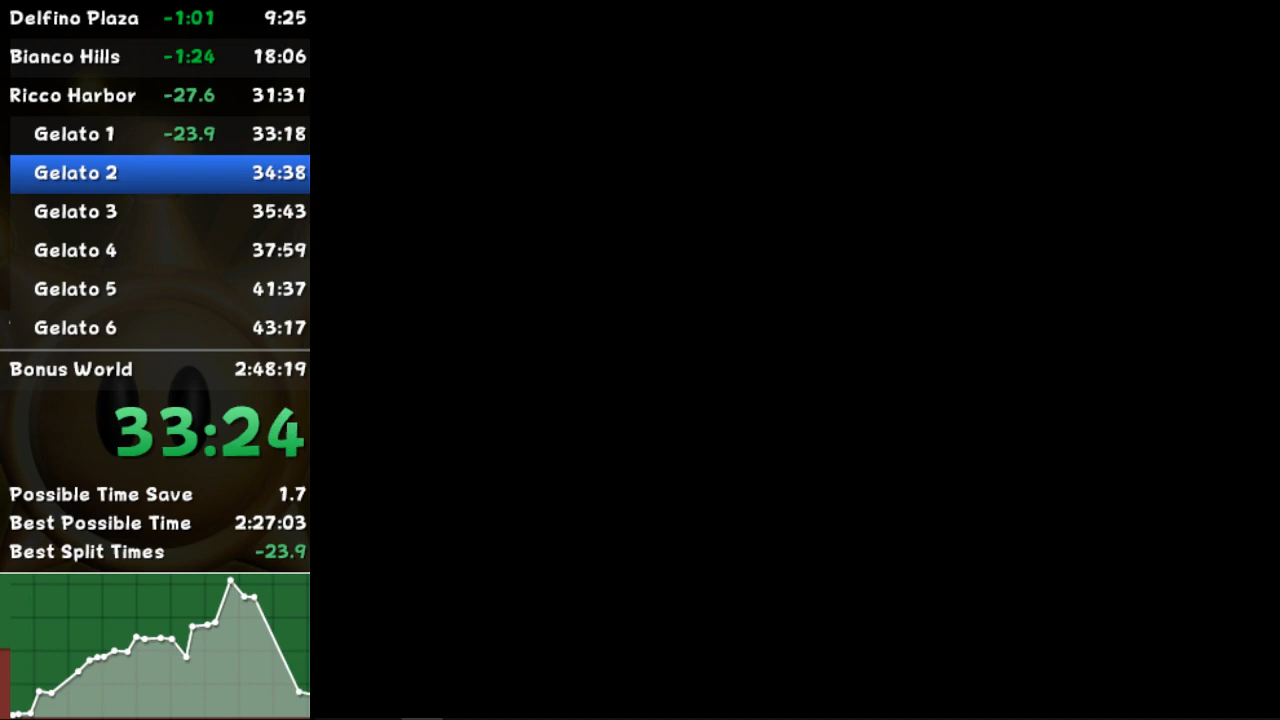 Delfino Plaza -1:01 9:25
Bianco Hills -1:24 18:06
Ricco Harbor -27.6 31:31
Gelato 1 -23.9 33:18
Gelato 2 34:38
Gelato 3 35:43
Gelato 4 37:59
Gelato 5 41:37
Gelato 6 43:17
Bonus World 2:48:19
33:24
Possible Time Save 1.7
Best Possible Time 2:27:03
Best Split Times -23.9